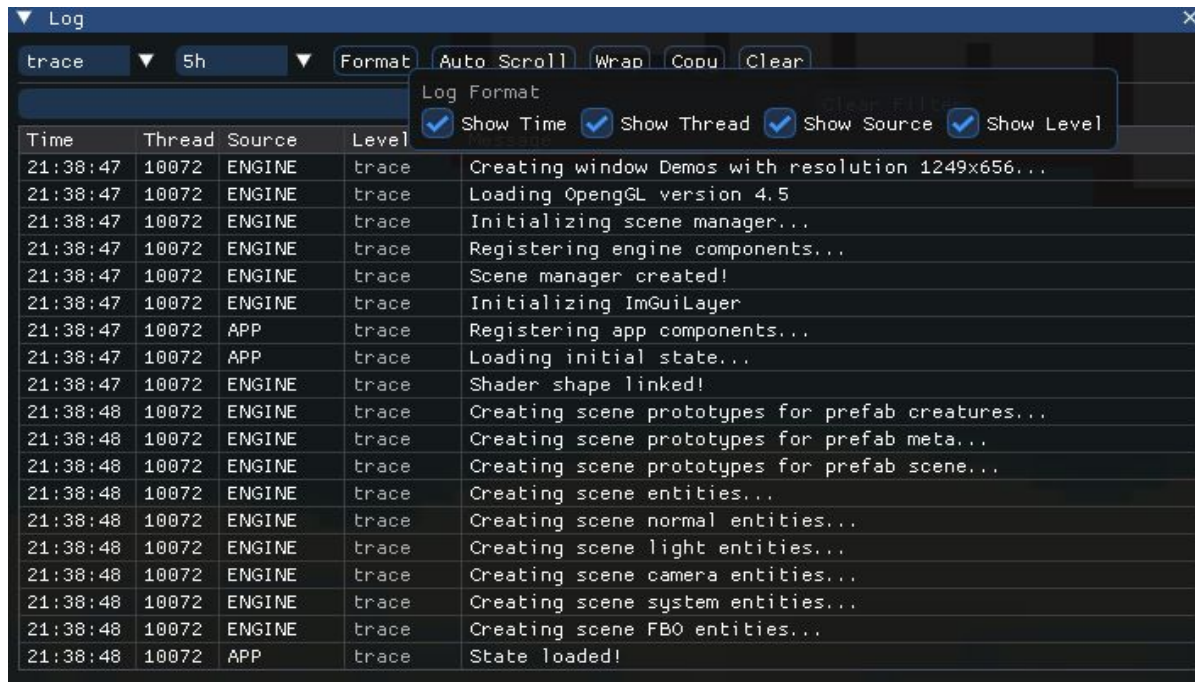 Log
trace 5h Format Auto Scroll Wrap Copy Clear
Log Format
Clear Filter
Show Time Show Thread Show Source Show Level
Time Thread Source Level Message
21:38:47 10072 ENGINE trace Creating window Demos with resolution 1249x656...
21:38:47 10072 ENGINE trace Loading OpengGL version 4.5
21:38:47 10072 ENGINE trace Initializing scene manager...
21:38:47 10072 ENGINE trace Registering engine components...
21:38:47 10072 ENGINE trace Scene manager created!
21:38:47 10072 ENGINE trace Initializing ImGuiLayer
21:38:47 10072 APP trace Registering app components...
21:38:47 10072 APP trace Loading initial state...
21:38:47 10072 ENGINE trace Shader shape linked!
21:38:48 10072 ENGINE trace Creating scene prototypes for prefab creatures...
21:38:48 10072 ENGINE trace Creating scene prototypes for prefab meta...
21:38:48 10072 ENGINE trace Creating scene prototypes for prefab scene...
21:38:48 10072 ENGINE trace Creating scene entities...
21:38:48 10072 ENGINE trace Creating scene normal entities...
21:38:48 10072 ENGINE trace Creating scene light entities...
21:38:48 10072 ENGINE trace Creating scene camera entities...
21:38:48 10072 ENGINE trace Creating scene system entities...
21:38:48 10072 ENGINE trace Creating scene FBO entities...
21:38:48 10072 APP trace State loaded!